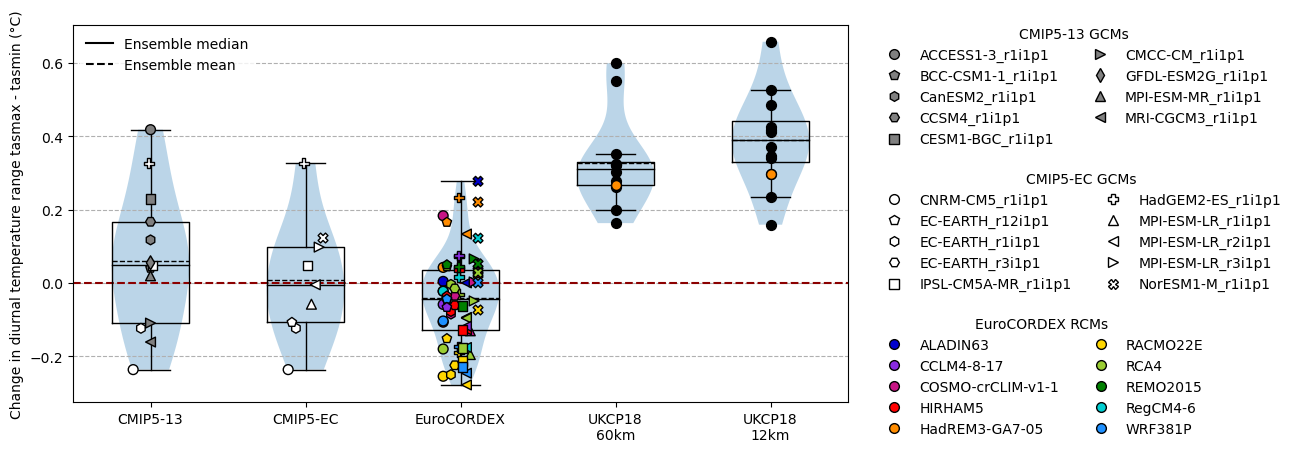 Change in diurnal temperature range tasmax - tasmin (°C)
Ensemble median
Ensemble mean
0.6
0.4
0.2
0.0
−0.2
CMIP5-13
CMIP5-EC
EuroCORDEX
UKCP18
60km
UKCP18
12km
CMIP5-13 GCMs
ACCESS1-3_r1i1p1
BCC-CSM1-1_r1i1p1
CanESM2_r1i1p1
CCSM4_r1i1p1
CESM1-BGC_r1i1p1
CMCC-CM_r1i1p1
GFDL-ESM2G_r1i1p1
MPI-ESM-MR_r1i1p1
MRI-CGCM3_r1i1p1
CMIP5-EC GCMs
CNRM-CM5_r1i1p1
EC-EARTH_r12i1p1
EC-EARTH_r1i1p1
EC-EARTH_r3i1p1
IPSL-CM5A-MR_r1i1p1
HadGEM2-ES_r1i1p1
MPI-ESM-LR_r1i1p1
MPI-ESM-LR_r2i1p1
MPI-ESM-LR_r3i1p1
NorESM1-M_r1i1p1
EuroCORDEX RCMs
ALADIN63
CCLM4-8-17
COSMO-crCLIM-v1-1
HIRHAM5
HadREM3-GA7-05
RACMO22E
RCA4
REMO2015
RegCM4-6
WRF381P